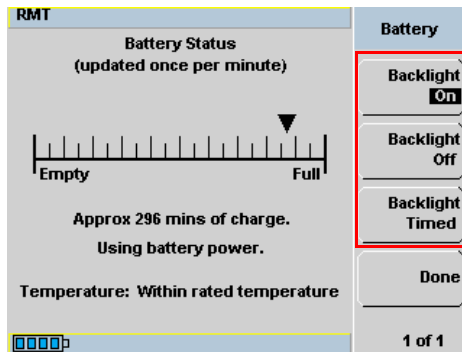 RMT
Battery Status
(updated once per minute)
Empty
Full
Approx 296 mins of charge.
Using battery power.
Temperature: Within rated temperature
Battery
Backlight
On
Backlight
Off
Backlight
Timed
Done
1 of 1